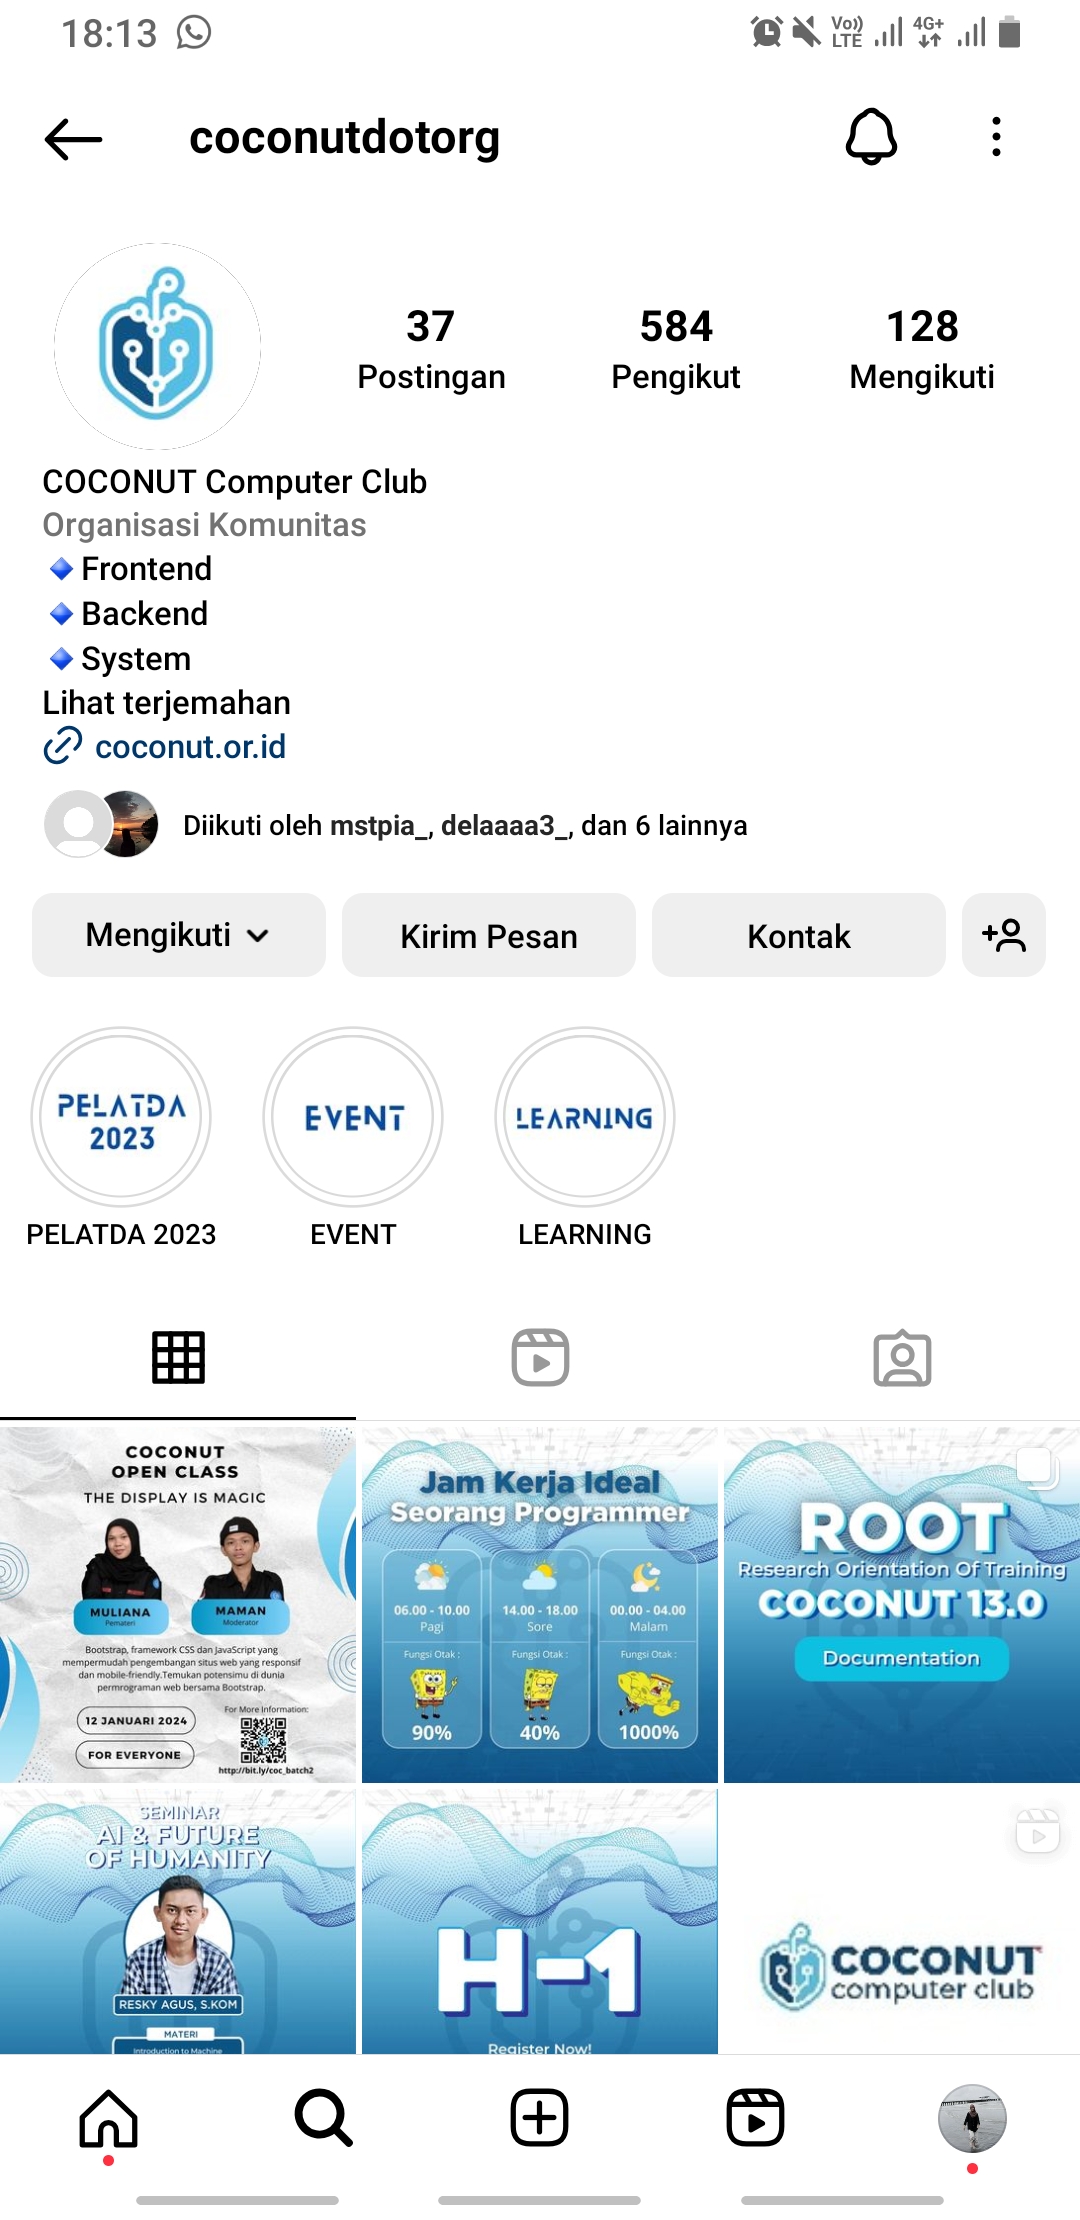 18:13
Vo)) LTE 4G+
coconutdotorg
37 584 128
Postingan Pengikut Mengikuti
COCONUT Computer Club
Organisasi Komunitas
Frontend
Backend
System
Lihat terjemahan
coconut.or.id
Diikuti oleh mstpia_, delaaaa3_, dan 6 lainnya
Mengikuti Kirim Pesan Kontak
PELATDA
2023
EVENT
LEARNING
PELATDA 2023 EVENT LEARNING
COCONUT
OPEN CLASS
THE DISPLAY IS MAGIC
MULIANA
Pemateri
MAMAN
Moderator
Bootstrap, framework CSS dan JavaScript yang
mempermudah pengembangan situs web yang responsif
dan mobile-friendly.Temukan potensimu di dunia
permrograman web bersama Bootstrap.
12 JANUARI 2024
FOR EVERYONE
For More Information:
http://bit.ly/coc_batch2
Jam Kerja Ideal
Seorang Programmer
06.00 - 10.00
Pagi
Fungsi Otak :
90%
14.00 - 18.00
Sore
Fungsi Otak :
40%
00.00 - 04.00
Malam
Fungsi Otak :
1000%
ROOT
Research Orientation Of Training
COCONUT 13.0
Documentation
SEMINAR
AI & FUTURE
OF HUMANITY
RESKY AGUS, S.KOM
MATERI
Introduction to Machine
H-1
Register Now!
COCONUT
computer club